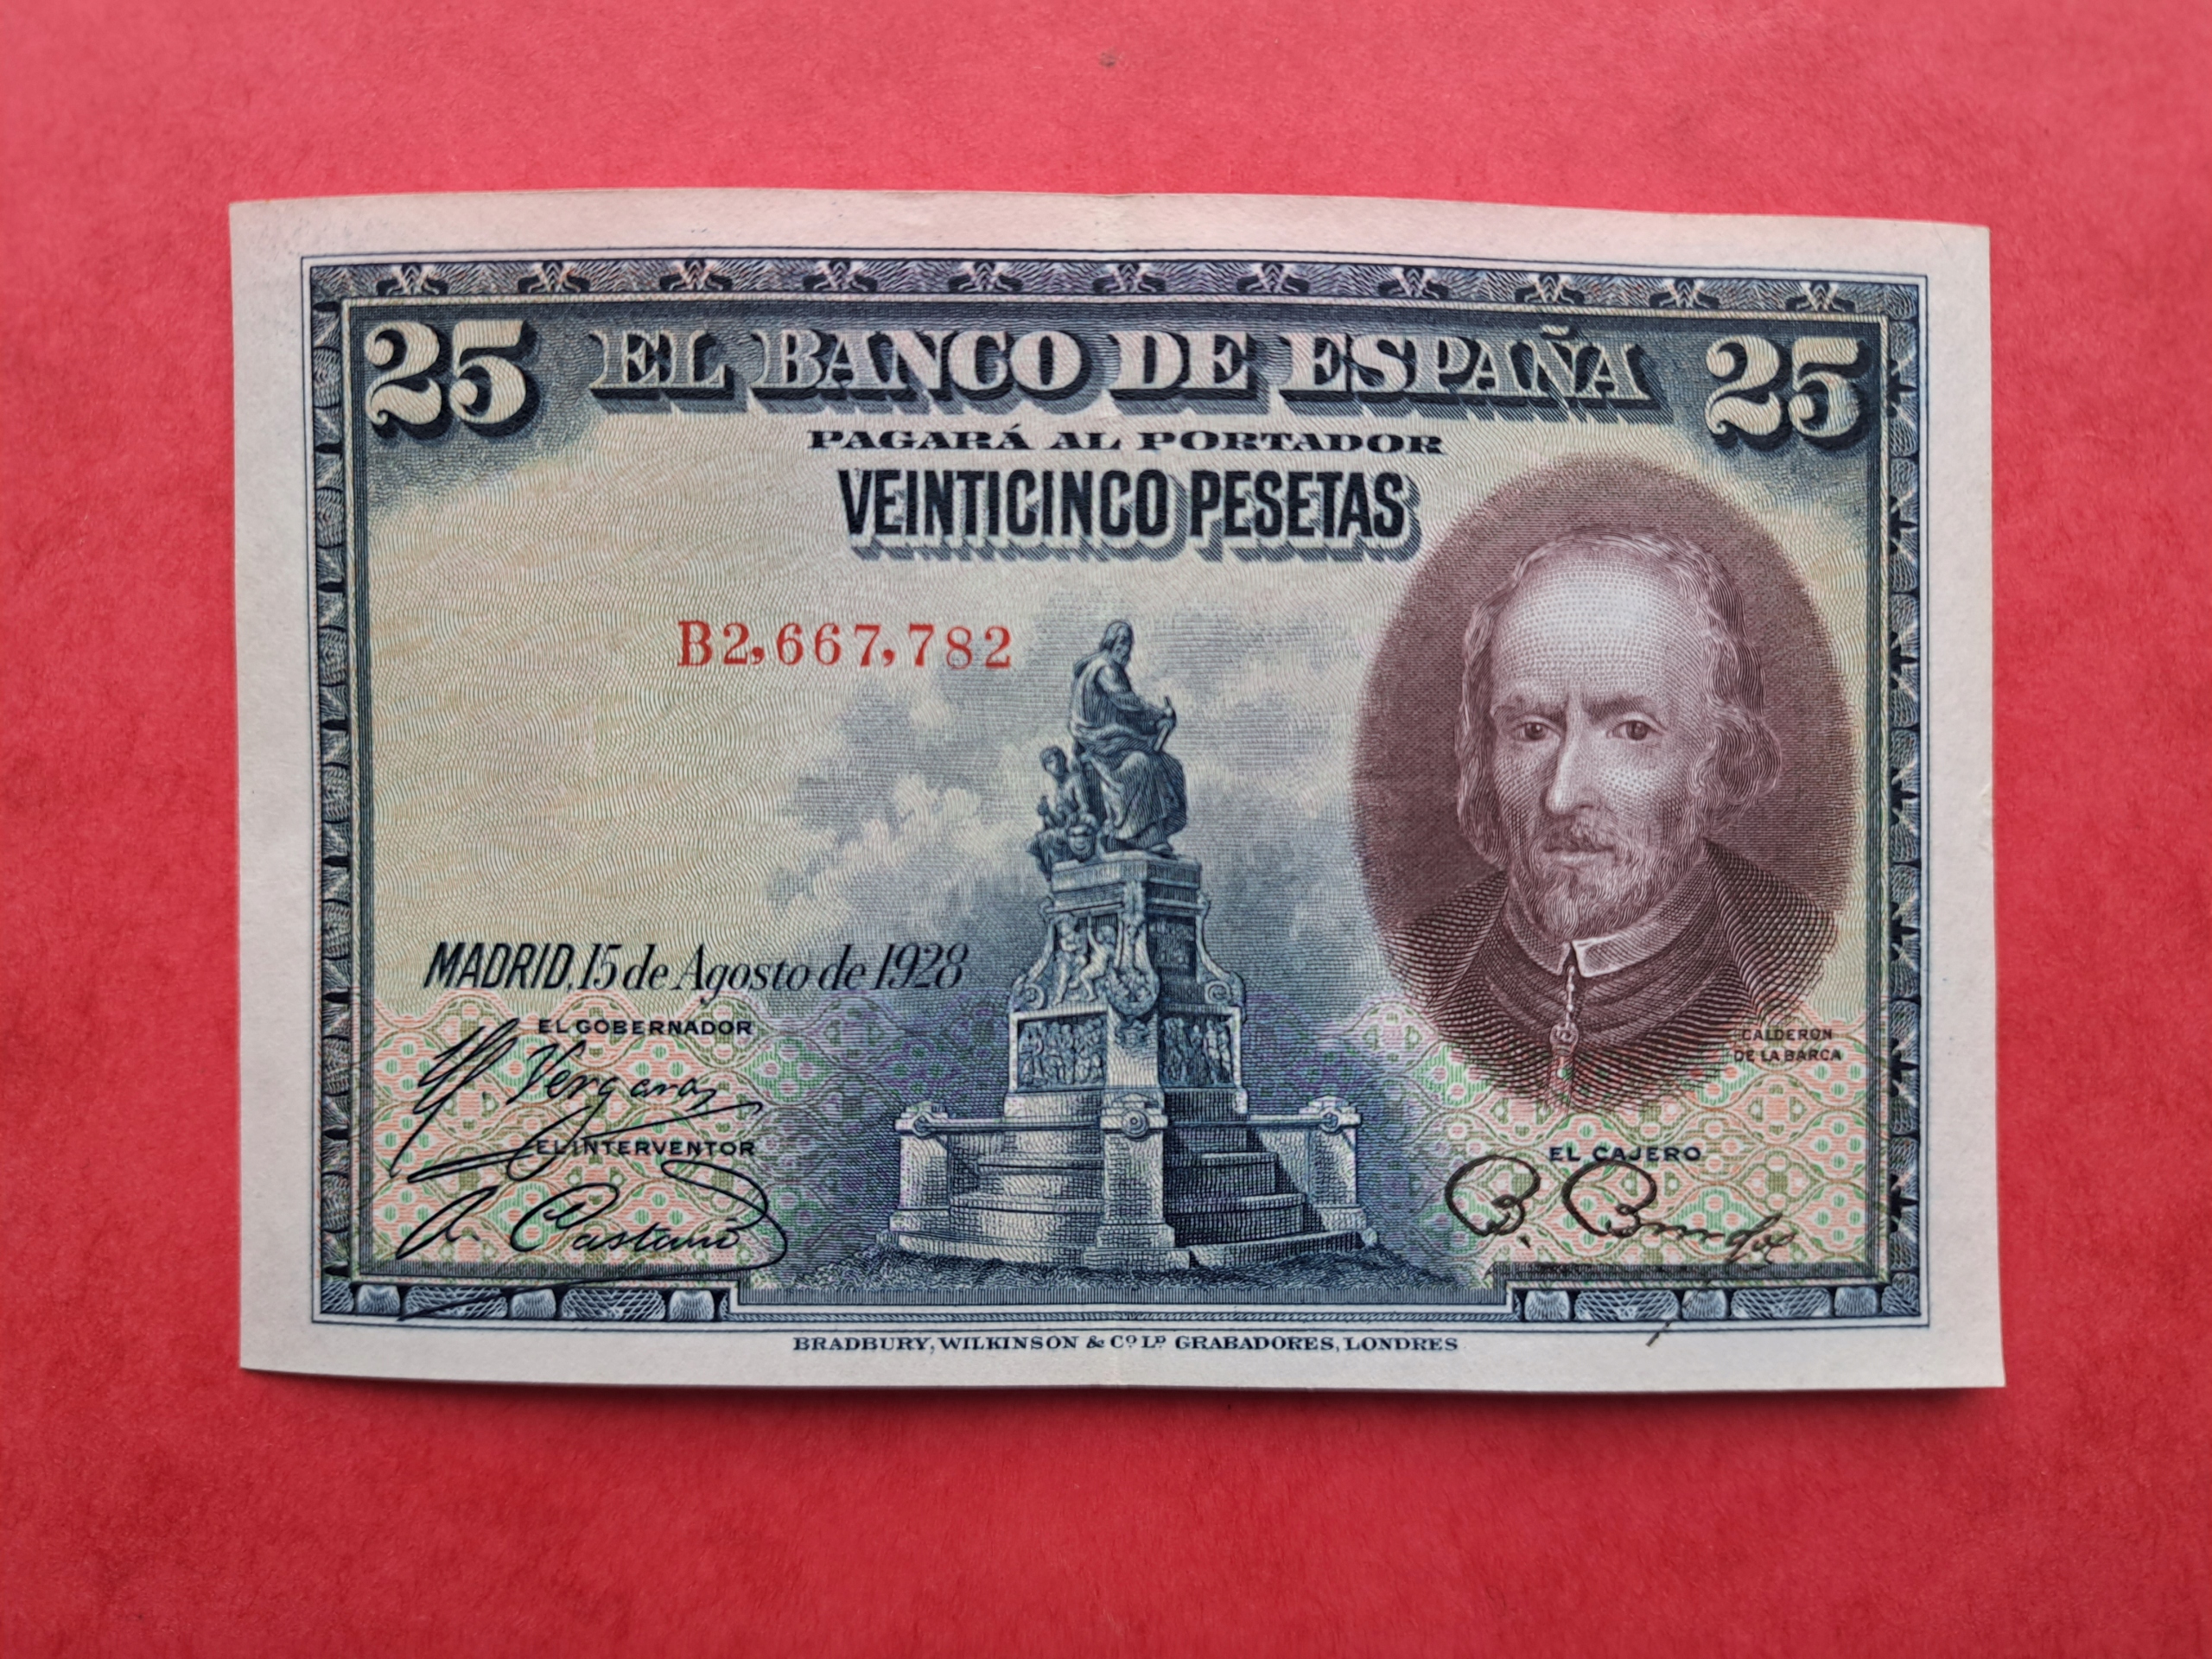 25 EL BANCO DE ESPAÑA 25
PAGARÁ AL PORTADOR
VEINTICINCO PESETAS
B2,667,782
MADRID, 15 de Agosto de 1928
EL GOBERNADOR
Vergara
CALDERON
DE LA BARCA
EL INTERVENTOR
EL CAJERO
BRADBURY, WILKINSON & Cº Lᴰ GRABADORES, LONDRES